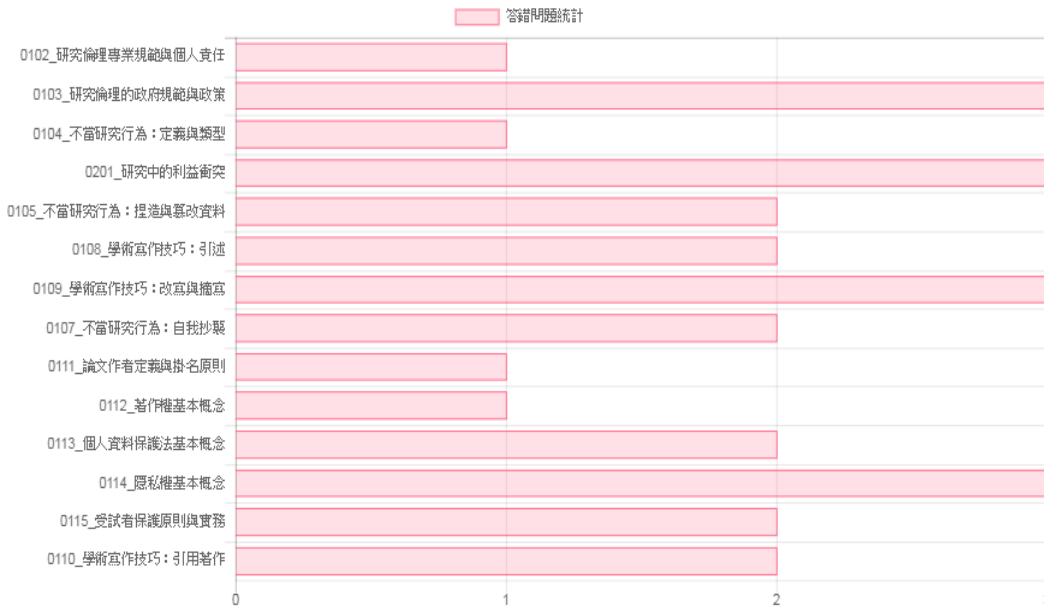 答錯問題統計
0102_研究倫理專業規範與個人責任
0103_研究倫理的政府規範與政策
0104_不當研究行為：定義與類型
0201_研究中的利益衝突
0105_不當研究行為：捏造與篡改資料
0108_學術寫作技巧：引述
0109_學術寫作技巧：改寫與摘寫
0107_不當研究行為：自我抄襲
0111_論文作者定義與掛名原則
0112_著作權基本概念
0113_個人資料保護法基本概念
0114_隱私權基本概念
0115_受試者保護原則與實務
0110_學術寫作技巧：引用著作
0 1 2